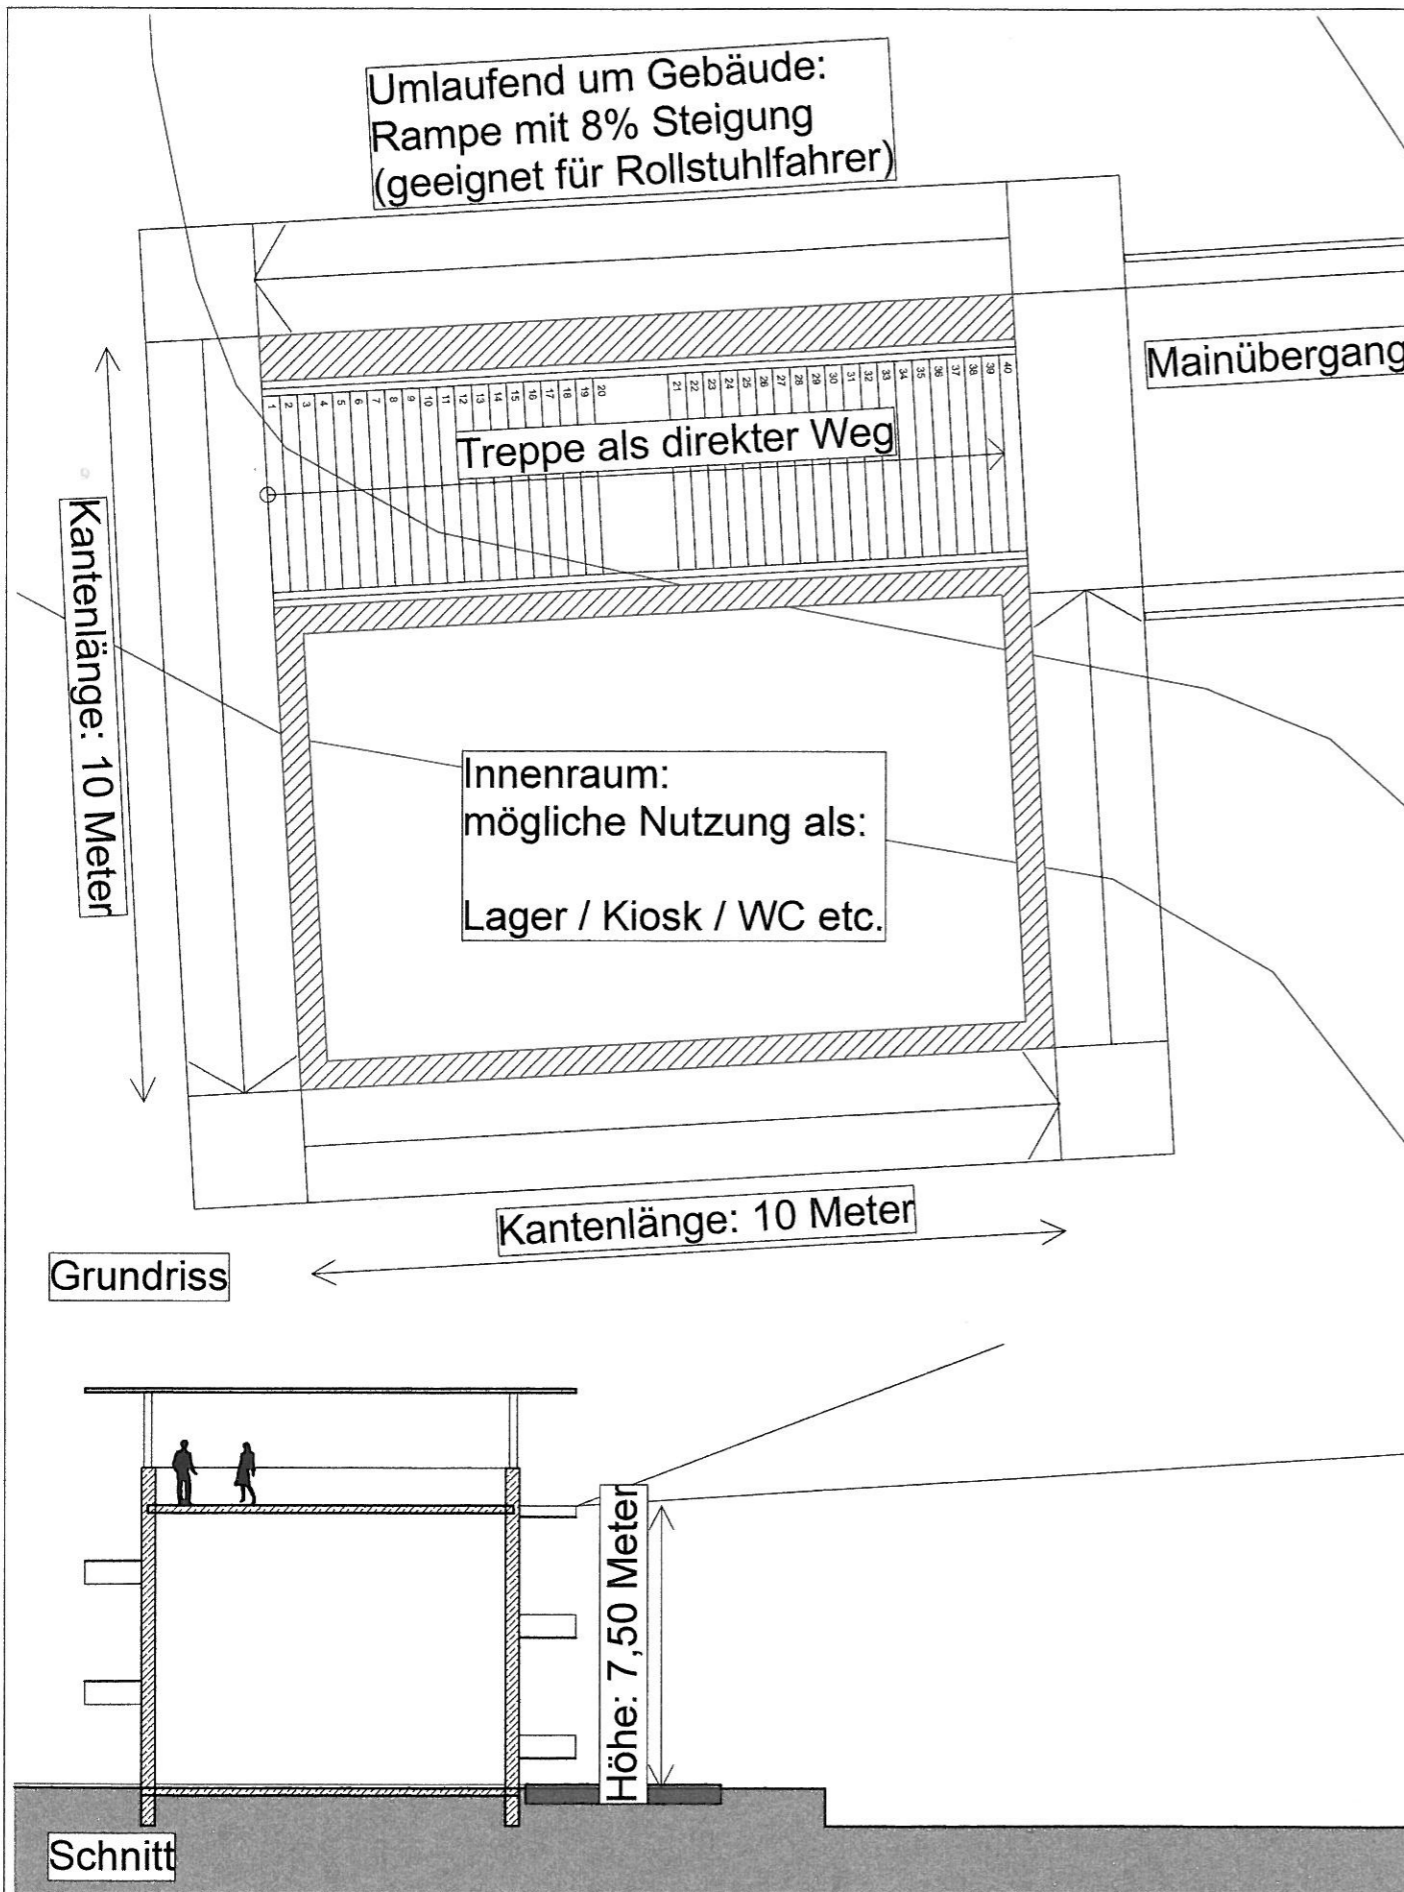 Umlaufend um Gebäude:
Rampe mit 8% Steigung
(geeignet für Rollstuhlfahrer)
Mainübergang
1 2 3 4 5 6 7 8 9 10 11 12 13 14 15 16 17 18 19 20 21 22 23 24 25 26 27 28 29 30 31 32 33 34 35 36 37 38 39 40
Treppe als direkter Weg
Kantenlänge: 10 Meter
Innenraum:
mögliche Nutzung als:
Lager / Kiosk / WC etc.
Kantenlänge: 10 Meter
Grundriss
Höhe: 7,50 Meter
Schnitt